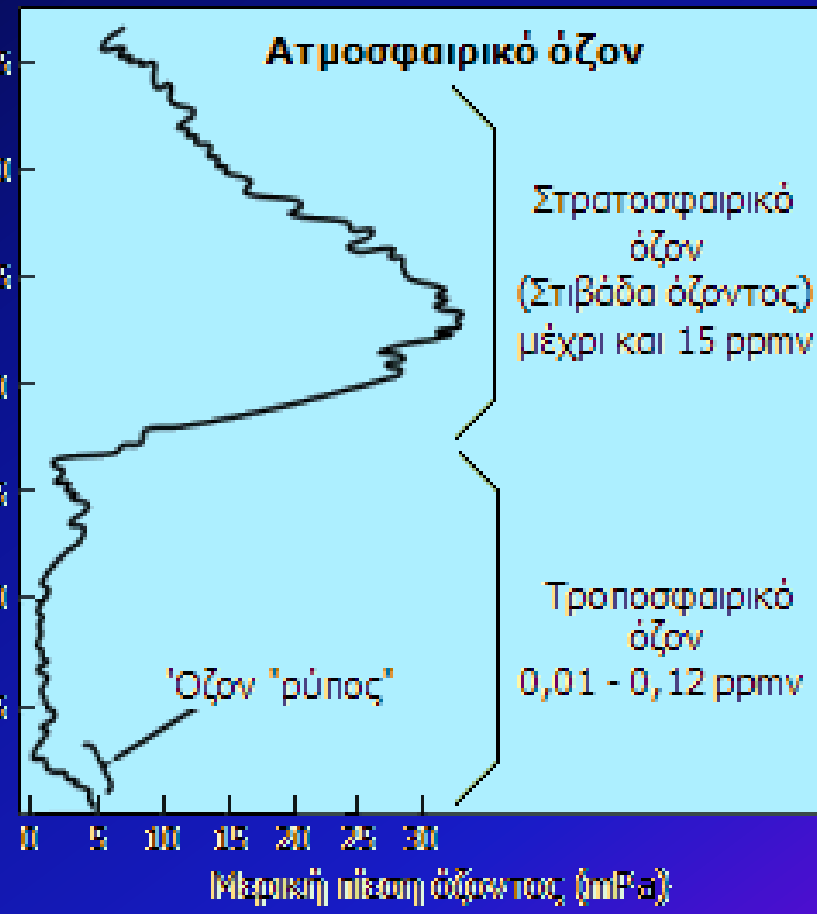 Ατμοσφαιρικό όζον
Στρατοσφαιρικό
όζον
(Στιβάδα όζοντος)
μέχρι και 15 ppmv
Τροποσφαιρικό
όζον
0,01 - 0,12 ppmv
Όζον "ρύπος"
0 5 10 15 20 25 30
Μερική πίεση όζοντος (mPa)